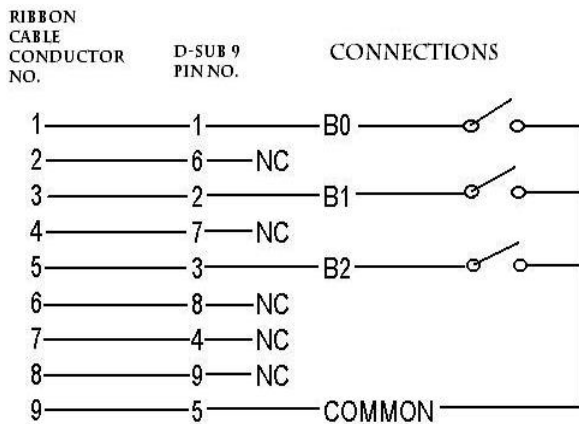 RIBBON
CABLE
CONDUCTOR
NO.
D-SUB 9
PIN NO.
CONNECTIONS
1 1 B0
2 6 NC
3 2 B1
4 7 NC
5 3 B2
6 8 NC
7 4 NC
8 9 NC
9 5 COMMON